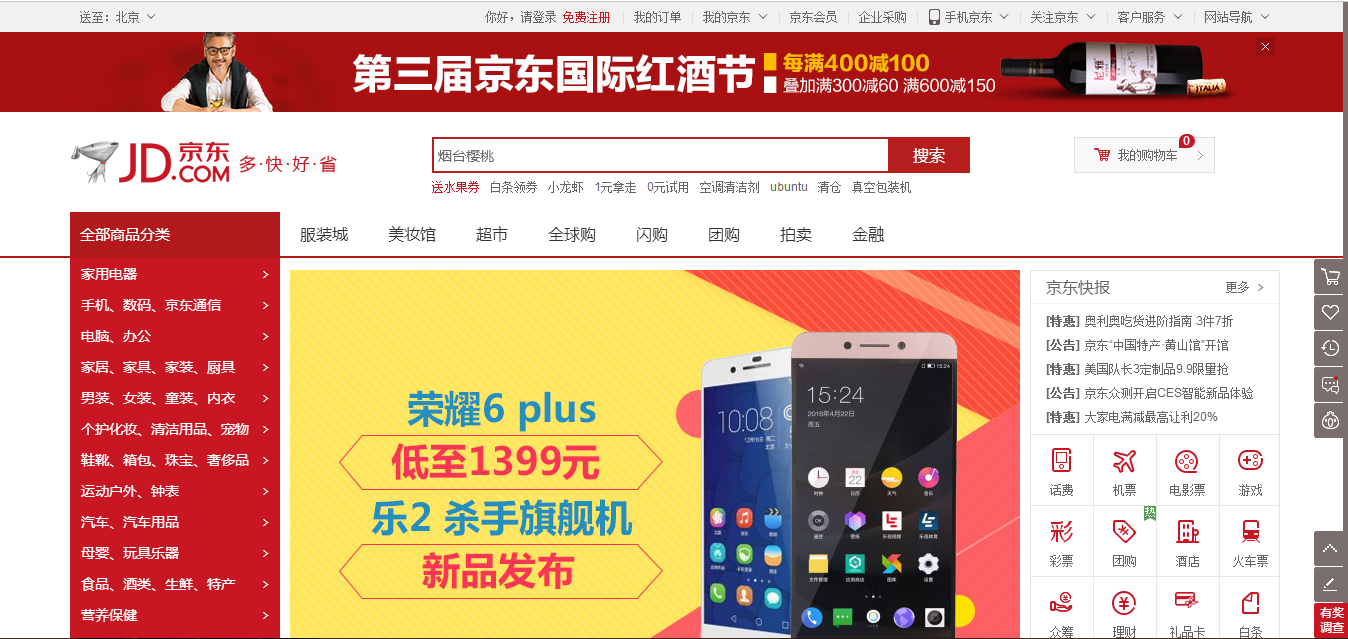 送至：北京
你好，请登录 免费注册 我的订单 我的京东 京东会员 企业采购 手机京东 关注京东 客户服务 网站导航
第三届京东国际红酒节
每满400减100
叠加满300减60 满600减150
ITALIA
JD.COM 京东
多·快·好·省
烟台樱桃
搜索
我的购物车 0
送水果券 白条领券 小龙虾 1元拿走 0元试用 空调清洁剂 ubuntu 清仓 真空包装机
全部商品分类
服装城 美妆馆 超市 全球购 闪购 团购 拍卖 金融
家用电器
手机、数码、京东通信
电脑、办公
家居、家具、家装、厨具
男装、女装、童装、内衣
个护化妆、清洁用品、宠物
鞋靴、箱包、珠宝、奢侈品
运动户外、钟表
汽车、汽车用品
母婴、玩具乐器
食品、酒类、生鲜、特产
营养保健
荣耀6 plus
低至1399元
乐2 杀手旗舰机
新品发布
10:08
15:24
2016年4月22日
周五
京东快报
更多
[特惠] 奥利奥吃货进阶指南 3件7折
[公告] 京东“中国特产·黄山馆”开馆
[特惠] 美国队长3定制品9.9限量抢
[公告] 京东众测开启CES智能新品体验
[特惠] 大家电满减最高让利20%
话费 机票 电影票 游戏
热
彩票 团购 酒店 火车票
众筹 理财 礼品卡 白条
有奖
调查